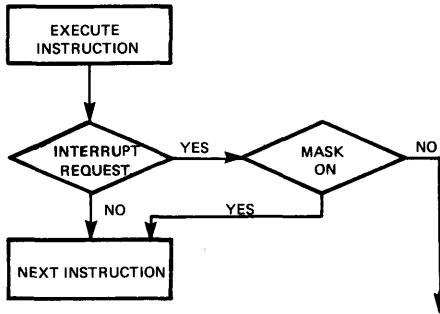 EXECUTE
INSTRUCTION
INTERRUPT
REQUEST
YES
MASK
ON
NO
NO
YES
NEXT INSTRUCTION